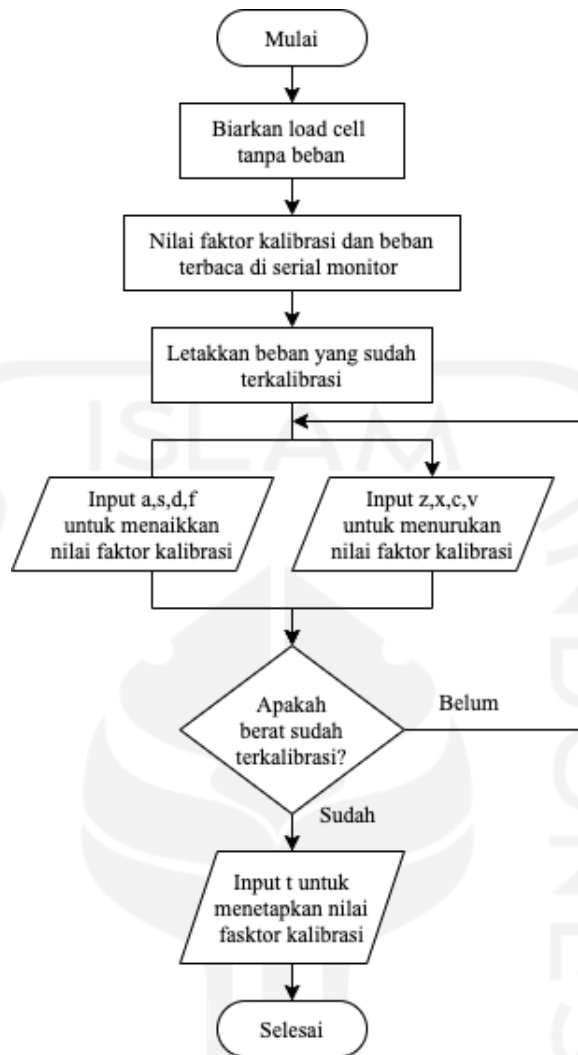 Mulai
Biarkan load cell
tanpa beban
Nilai faktor kalibrasi dan beban
terbaca di serial monitor
Letakkan beban yang sudah
terkalibrasi
ISLAM
Input a,s,d,f
untuk menaikkan
nilai faktor kalibrasi
Input z,x,c,v
untuk menurukan
nilai faktor kalibrasi
Apakah
berat sudah
terkalibrasi?
Belum
Sudah
Input t untuk
menetapkan nilai
fasktor kalibrasi
Selesai